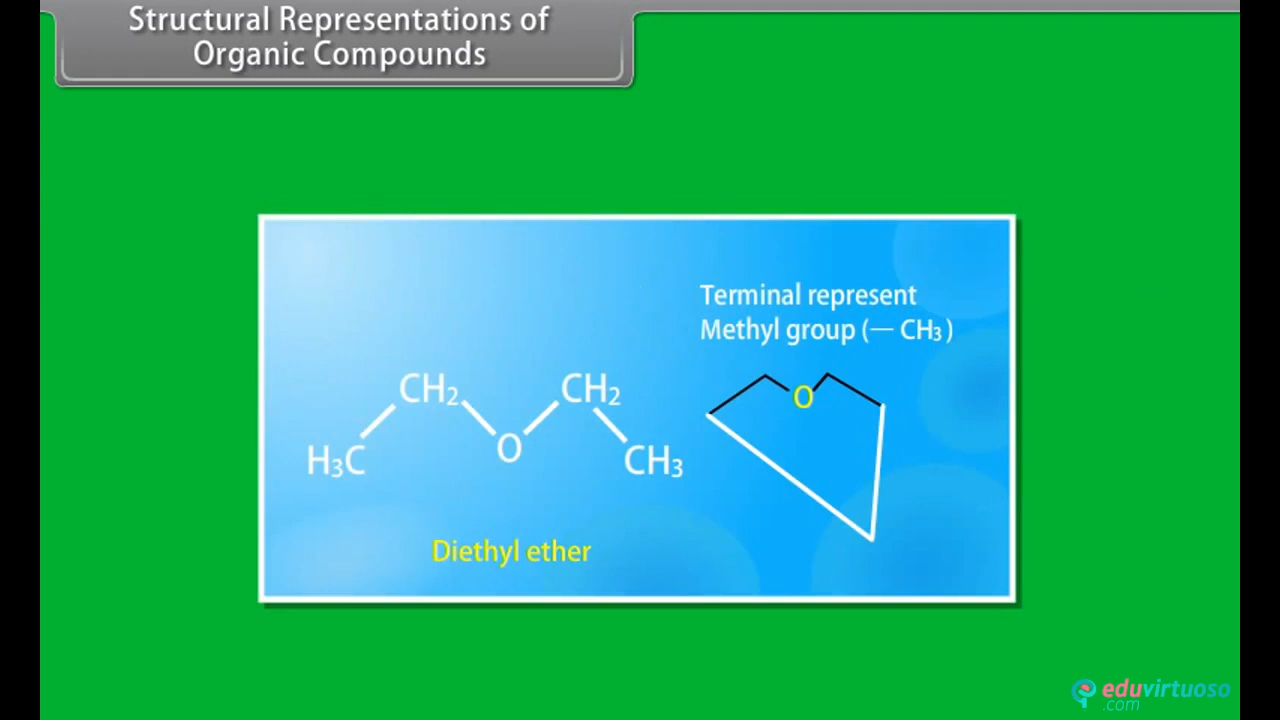 Structural Representations of
Organic Compounds
Terminal represent
Methyl group (— CH₃)
CH₂ CH₂
O
H₃C O CH₃
Diethyl ether
eduvirtuoso
.com